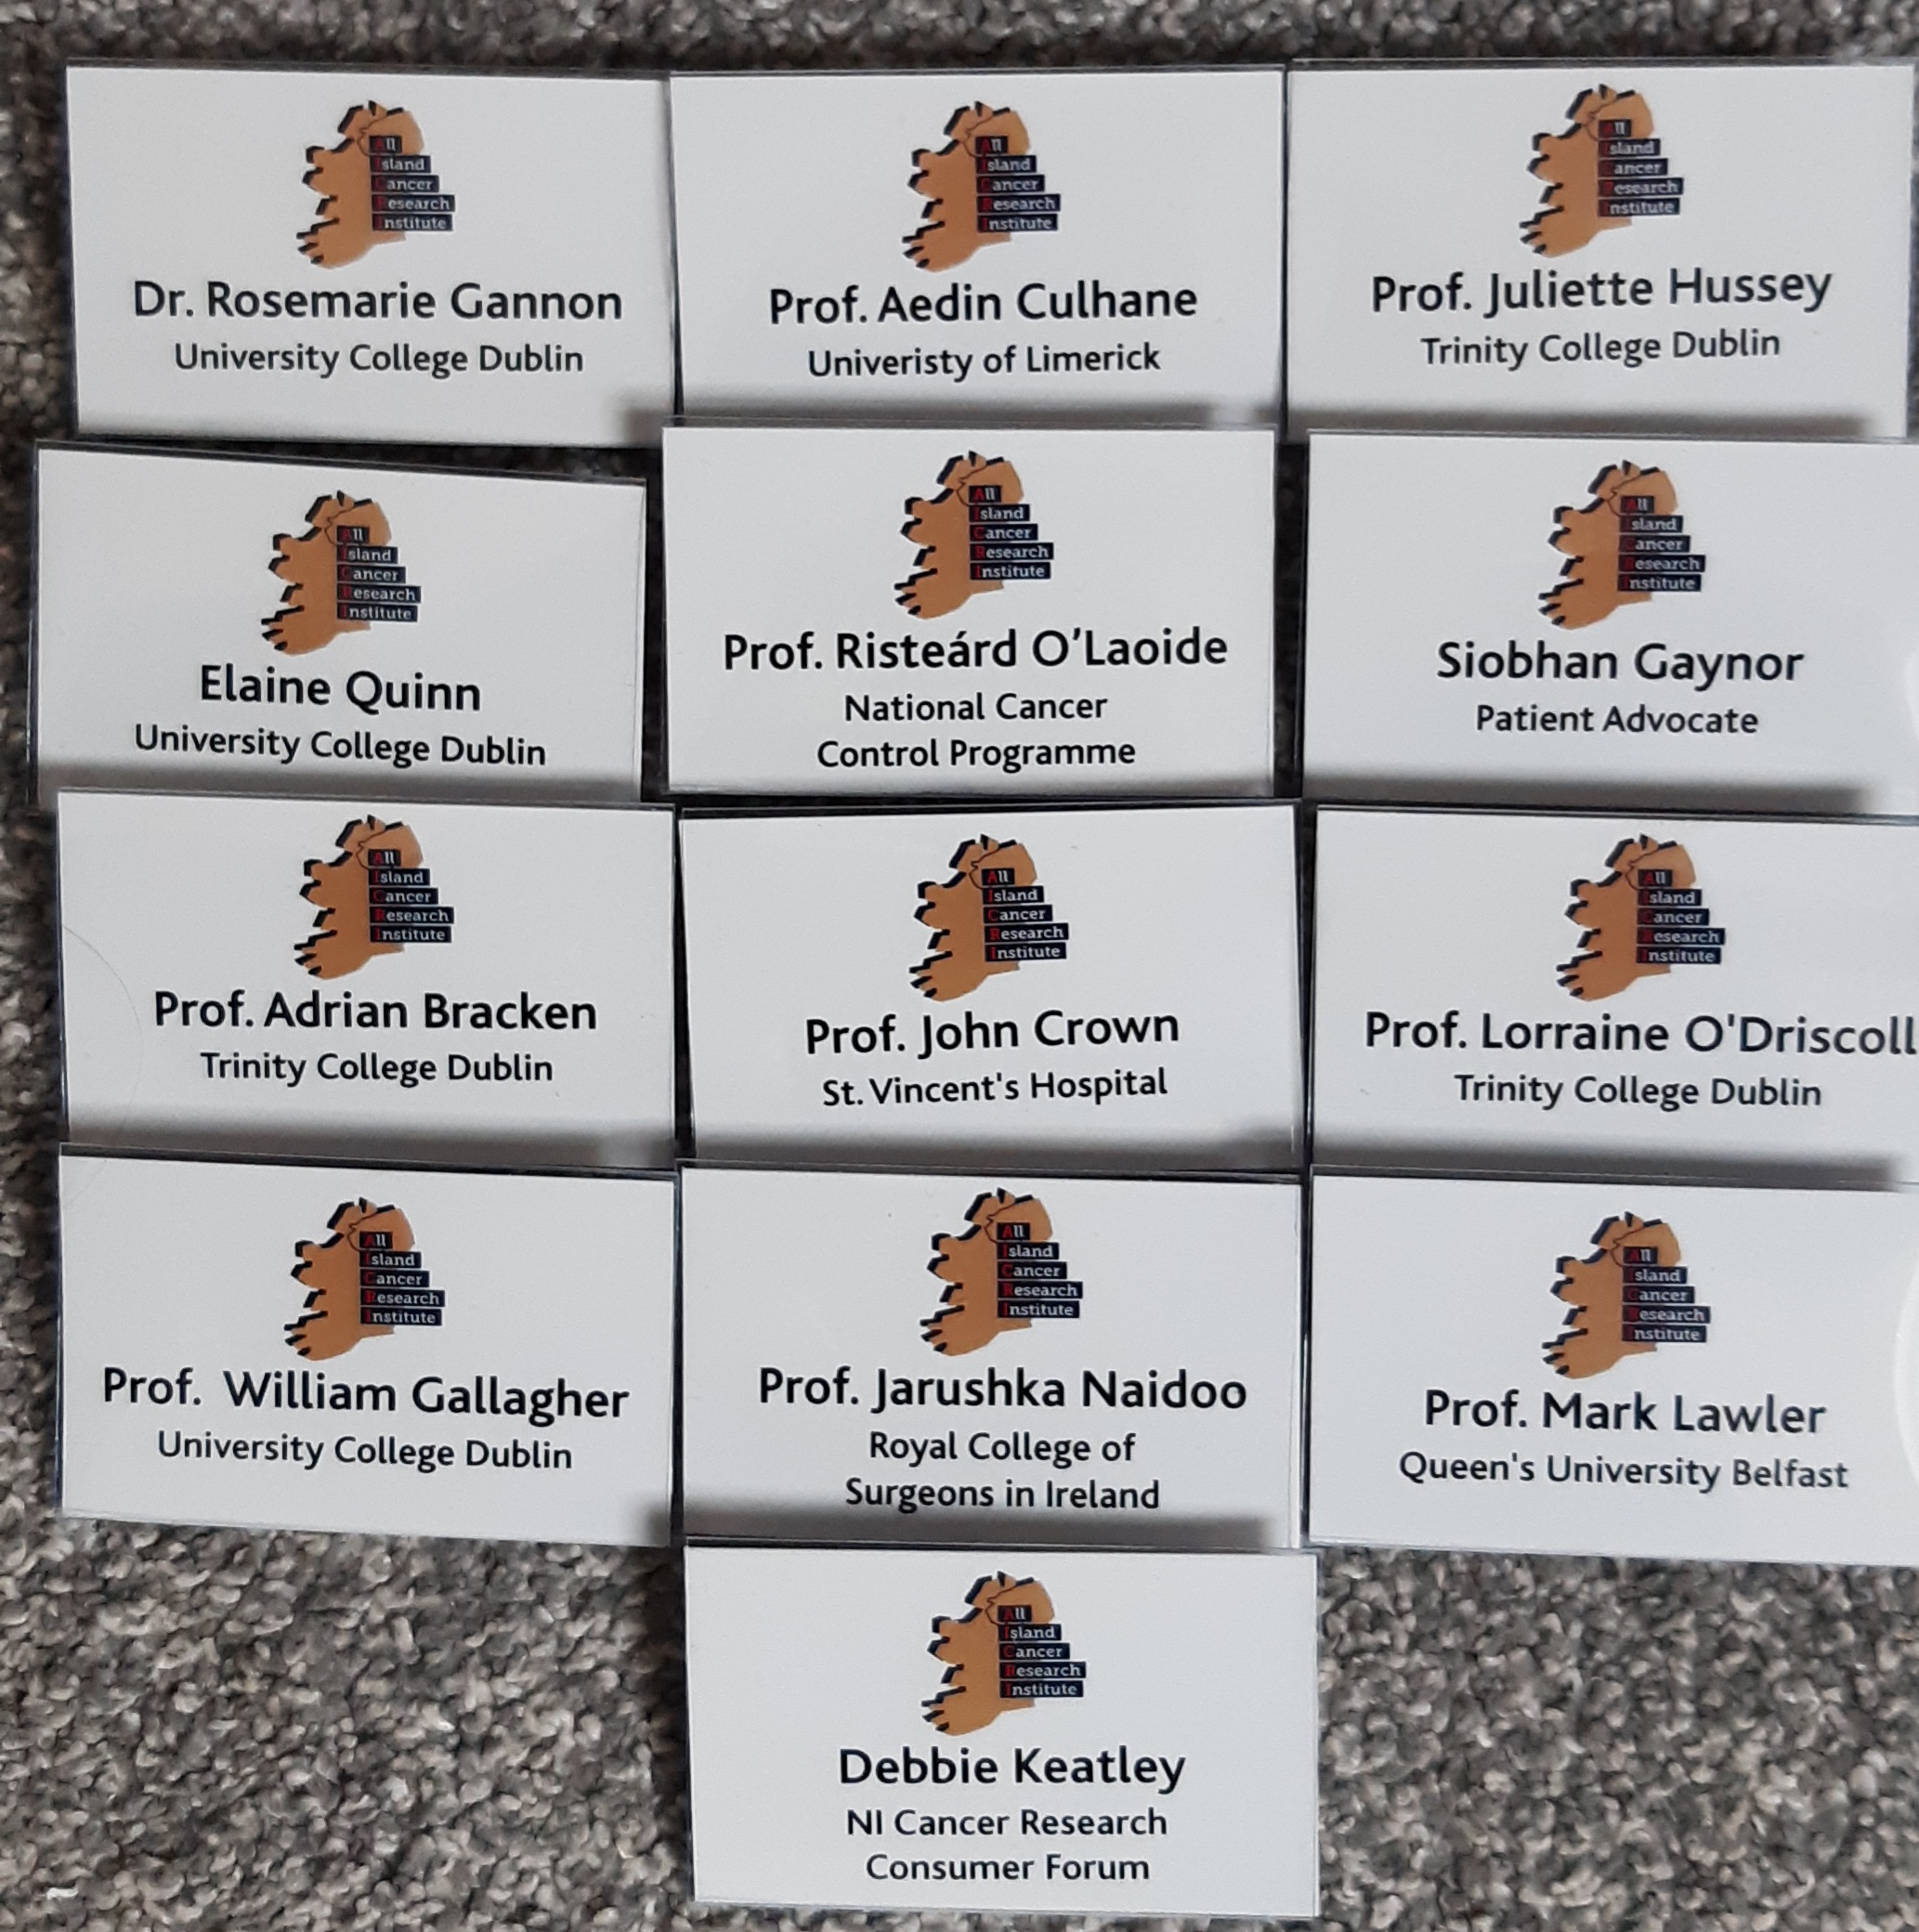 All
Island
Cancer
Research
Institute
Dr. Rosemarie Gannon
University College Dublin
All
Island
Cancer
Research
Institute
Prof. Aedin Culhane
Univeristy of Limerick
All
Island
Cancer
Research
Institute
Prof. Juliette Hussey
Trinity College Dublin
All
Island
Cancer
Research
Institute
Elaine Quinn
University College Dublin
All
Island
Cancer
Research
Institute
Prof. Risteárd O'Laoide
National Cancer
Control Programme
All
Island
Cancer
Research
Institute
Siobhan Gaynor
Patient Advocate
All
Island
Cancer
Research
Institute
Prof. Adrian Bracken
Trinity College Dublin
All
Island
Cancer
Research
Institute
Prof. John Crown
St. Vincent's Hospital
All
Island
Cancer
Research
Institute
Prof. Lorraine O'Driscoll
Trinity College Dublin
All
Island
Cancer
Research
Institute
Prof. William Gallagher
University College Dublin
All
Island
Cancer
Research
Institute
Prof. Jarushka Naidoo
Royal College of
Surgeons in Ireland
All
Island
Cancer
Research
Institute
Prof. Mark Lawler
Queen's University Belfast
All
Island
Cancer
Research
Institute
Debbie Keatley
NI Cancer Research
Consumer Forum